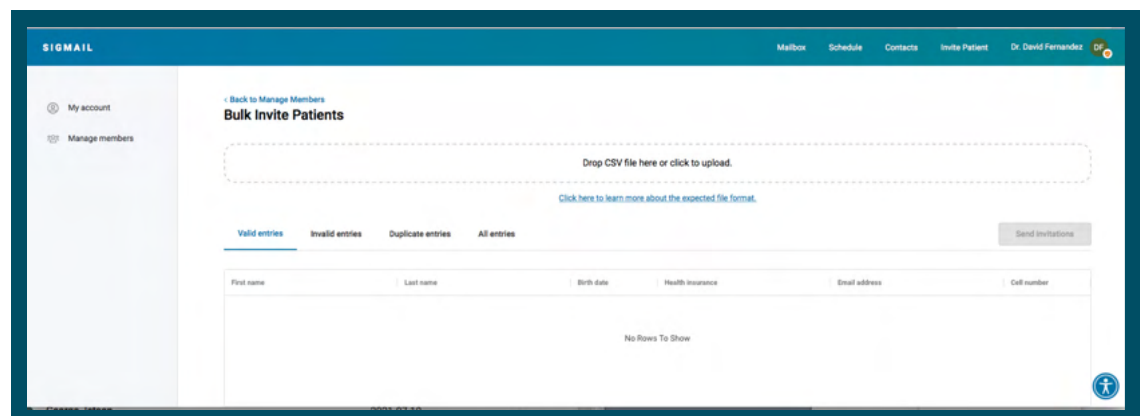 SIGMAIL
Mailbox Schedule Contacts Invite Patient Dr. David Fernandez DF
My account
Manage members
‹ Back to Manage Members
Bulk Invite Patients
Drop CSV file here or click to upload.
Click here to learn more about the expected file format.
Valid entries Invalid entries Duplicate entries All entries Send Invitations
First name Last name Birth date Health insurance Email address Cell number
No Rows To Show